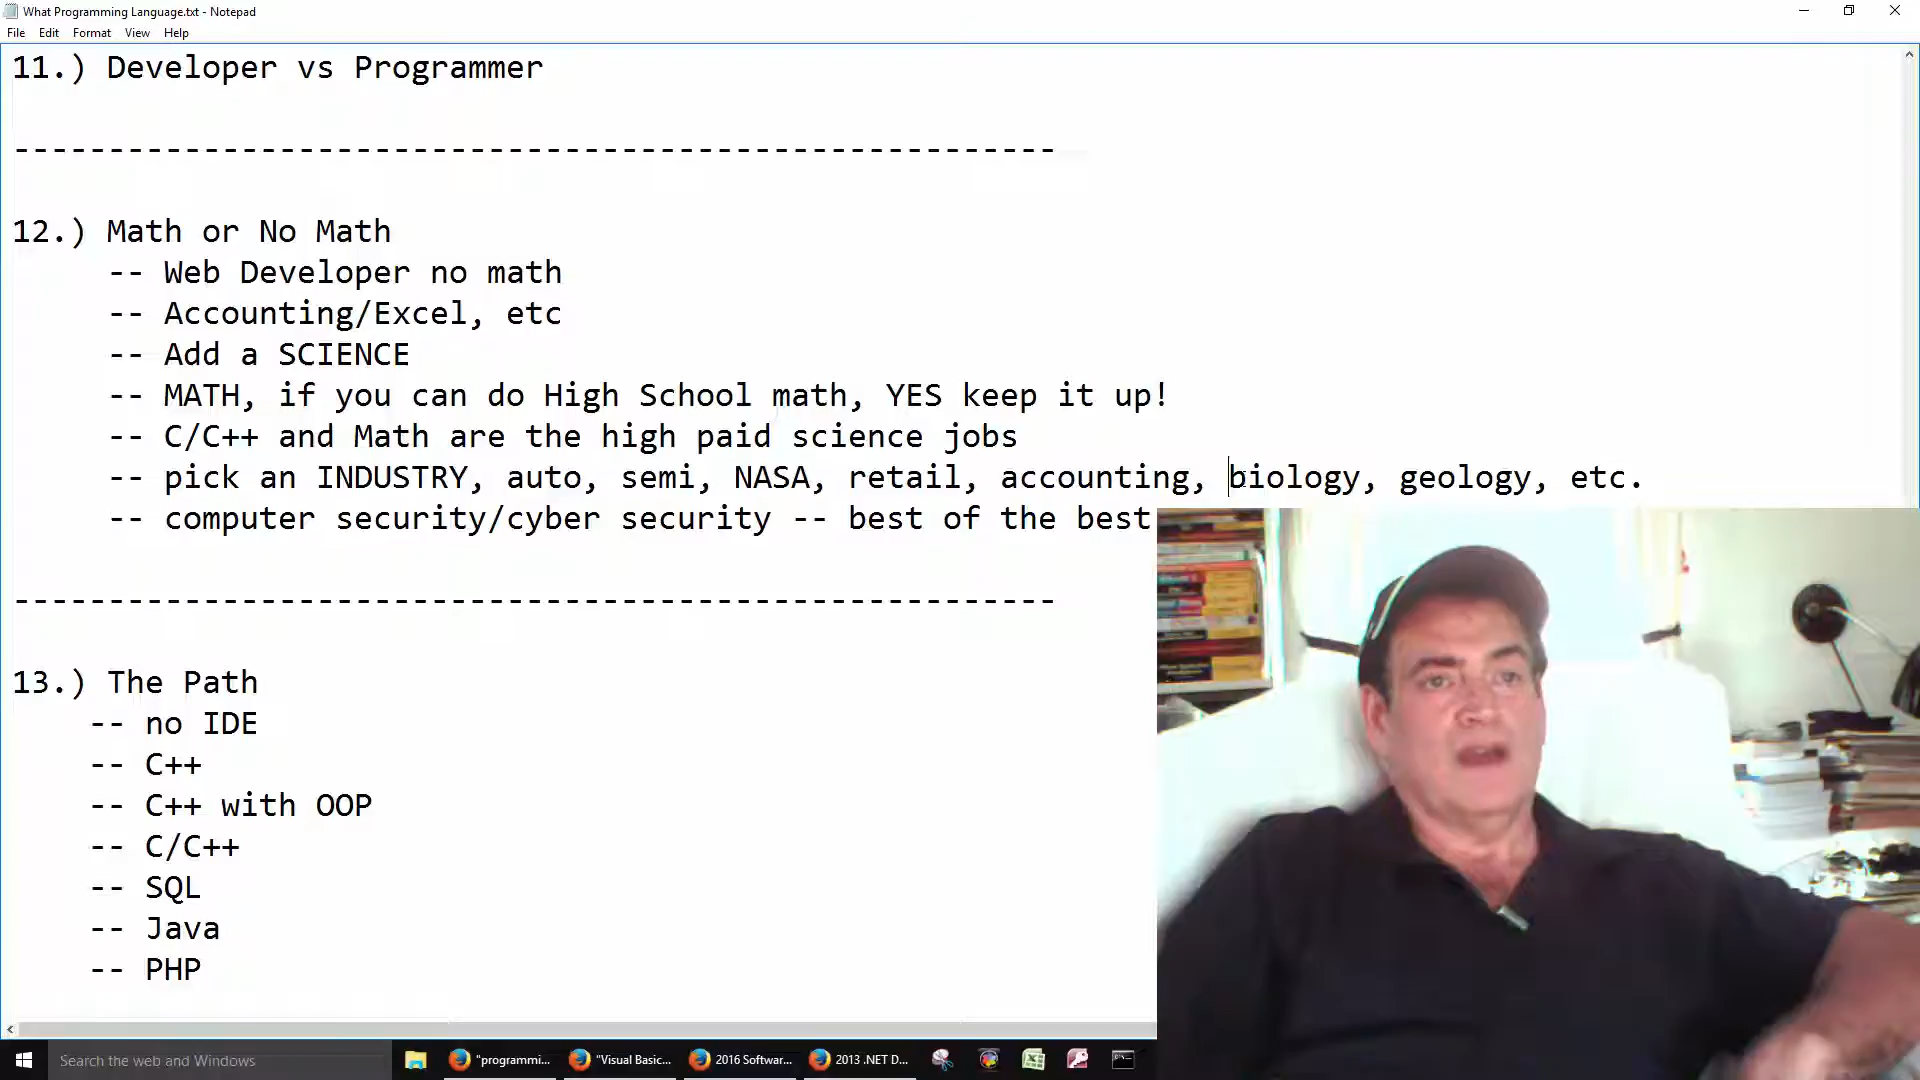 What Programming Language.txt - Notepad
File Edit Format View Help
11.) Developer vs Programmer
-------------------------------------------------------
12.) Math or No Math
-- Web Developer no math
-- Accounting/Excel, etc
-- Add a SCIENCE
-- MATH, if you can do High School math, YES keep it up!
-- C/C++ and Math are the high paid science jobs
-- pick an INDUSTRY, auto, semi, NASA, retail, accounting, biology, geology, etc.
-- computer security/cyber security -- best of the best
-------------------------------------------------------
13.) The Path
-- no IDE
-- C++
-- C++ with OOP
-- C/C++
-- SQL
-- Java
-- PHP
Search the web and Windows
"programmi...
"Visual Basic...
2016 Softwar...
2013 .NET D...